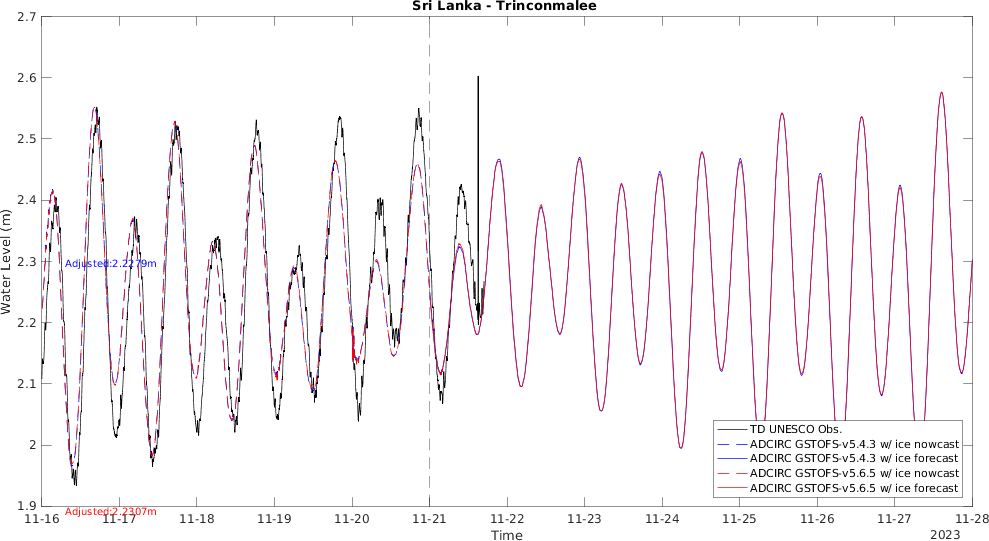 Sri Lanka - Trinconmalee
2.7
2.6
2.5
2.4
2.3
2.2
2.1
2
1.9
Water Level (m)
Adjusted:2.2279m
Adjusted:2.2307m
TD UNESCO Obs.
ADCIRC GSTOFS-v5.4.3 w/ ice nowcast
ADCIRC GSTOFS-v5.4.3 w/ ice forecast
ADCIRC GSTOFS-v5.6.5 w/ ice nowcast
ADCIRC GSTOFS-v5.6.5 w/ ice forecast
11-16 11-17 11-18 11-19 11-20 11-21 11-22 11-23 11-24 11-25 11-26 11-27 11-28
Time
2023